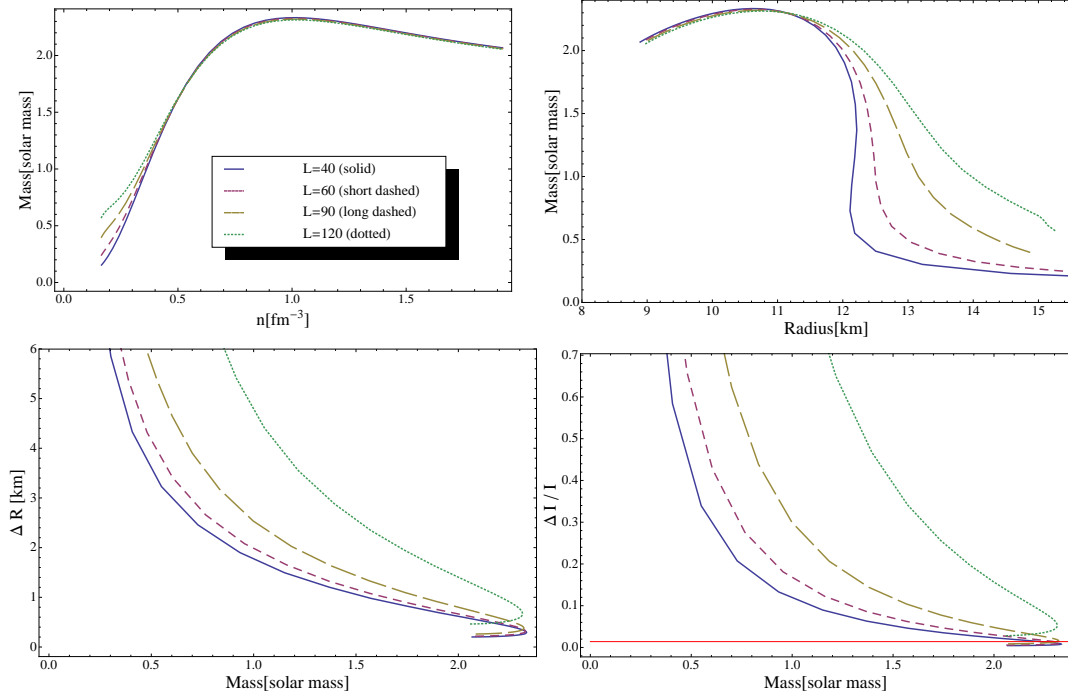 2.0
1.5
1.0
0.5
0.0
Mass[solar mass]
L=40 (solid)
L=60 (short dashed)
L=90 (long dashed)
L=120 (dotted)
0.0 0.5 1.0 1.5
n[fm⁻³]
2.5
2.0
1.5
1.0
0.5
0.0
Mass[solar mass]
8 9 10 11 12 13 14 15
Radius[km]
6
5
4
3
2
1
0
Δ R [km]
0.0 0.5 1.0 1.5 2.0
Mass[solar mass]
0.7
0.6
0.5
0.4
0.3
0.2
0.1
0.0
Δ I / I
0.0 0.5 1.0 1.5 2.0
Mass[solar mass]